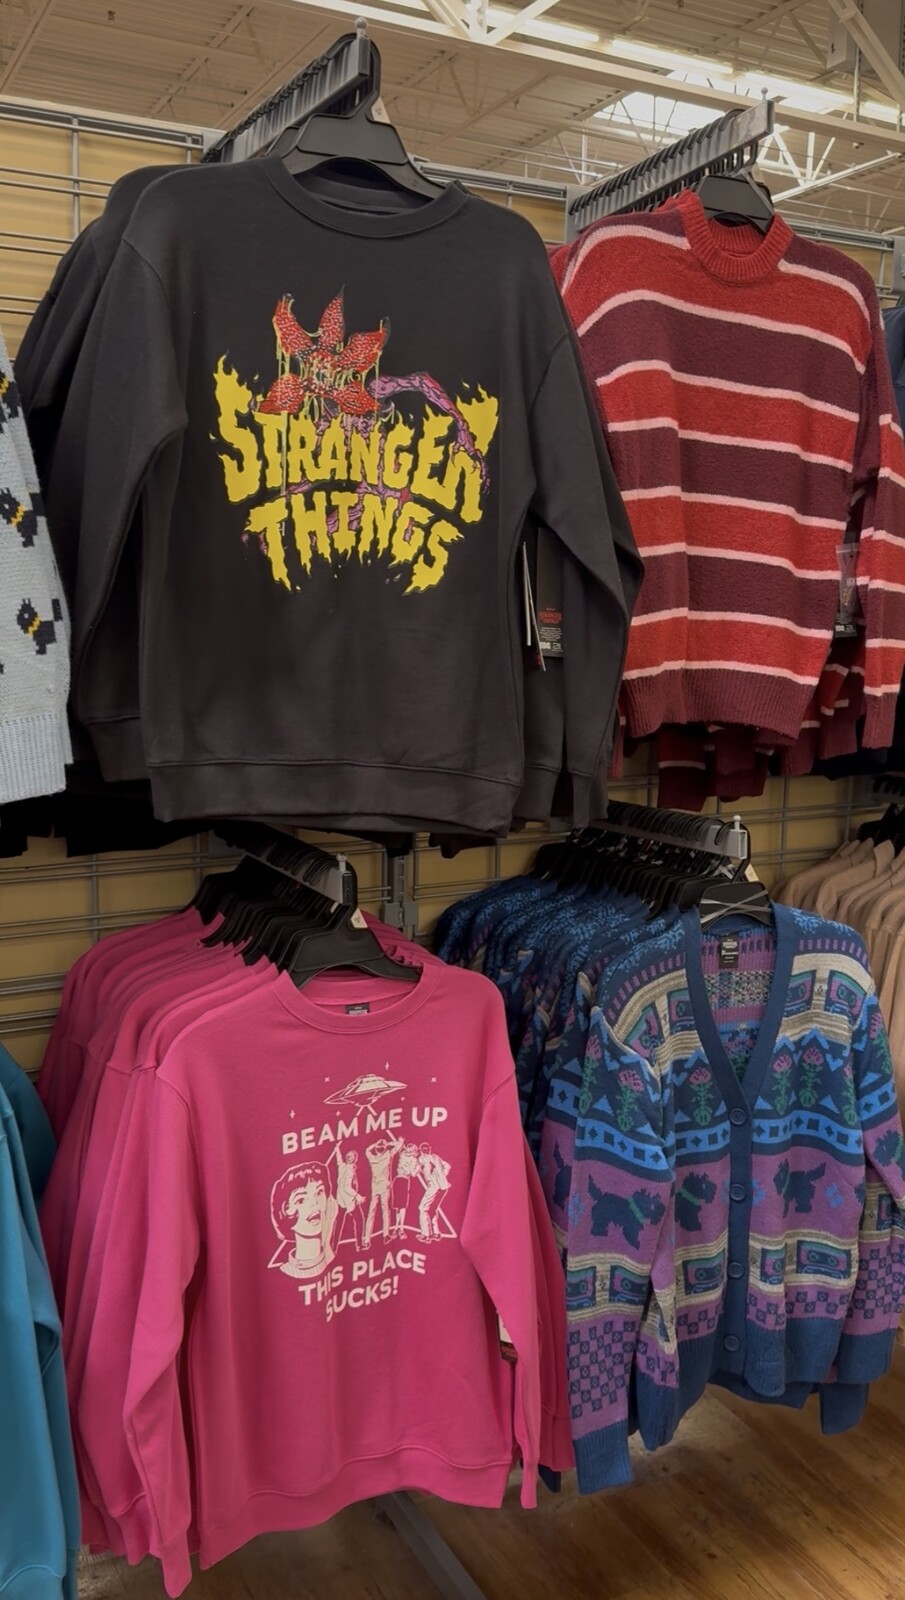 STRANGER
THINGS
BEAM ME UP
THIS PLACE
SUCKS!